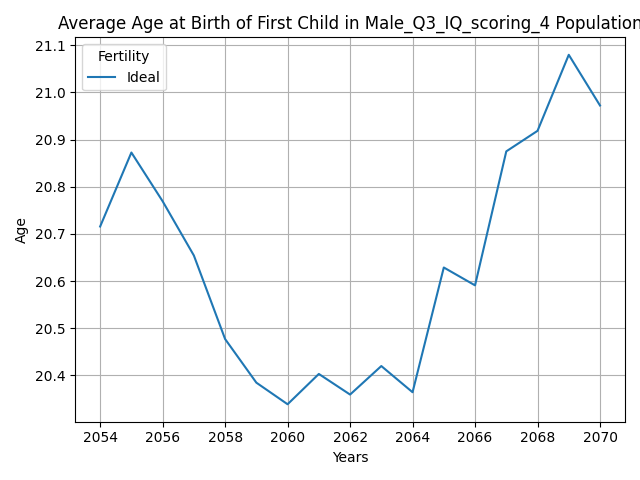 Average Age at Birth of First Child in Male_Q3_IQ_scoring_4 Population
Fertility
Ideal
Age
21.1
21.0
20.9
20.8
20.7
20.6
20.5
20.4
2054 2056 2058 2060 2062 2064 2066 2068 2070
Years